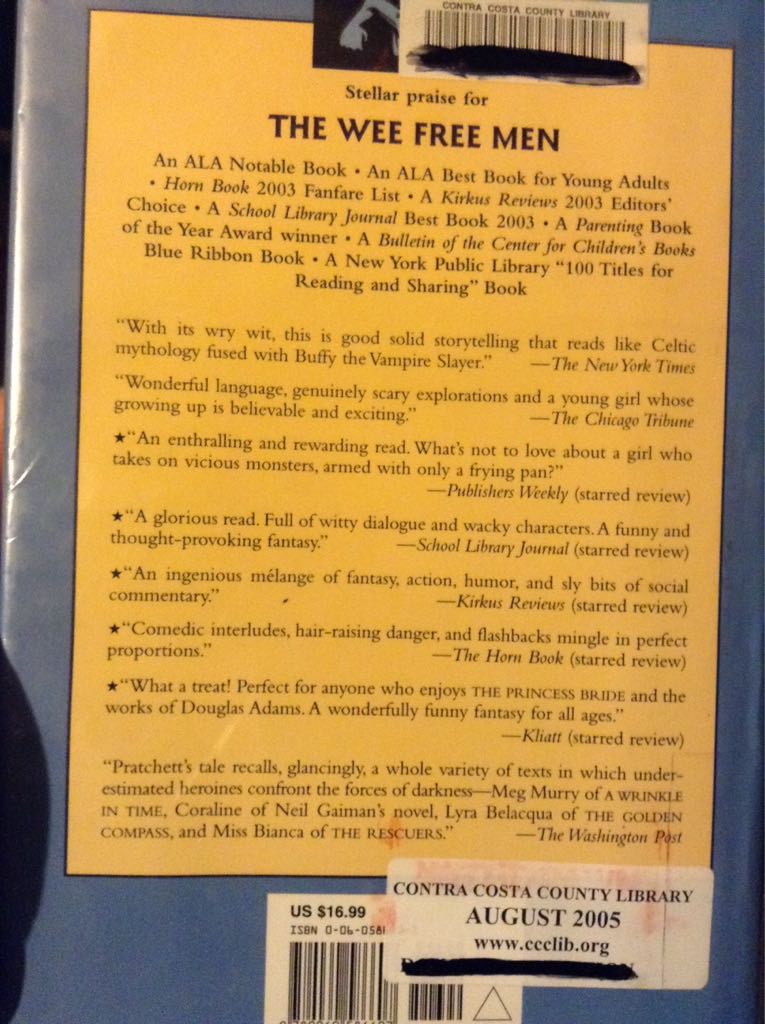 CONTRA COSTA COUNTY LIBRARY
Stellar praise for
THE WEE FREE MEN
An ALA Notable Book • An ALA Best Book for Young Adults
• Horn Book 2003 Fanfare List • A Kirkus Reviews 2003 Editors'
Choice • A School Library Journal Best Book 2003 • A Parenting Book
of the Year Award winner • A Bulletin of the Center for Children's Books
Blue Ribbon Book • A New York Public Library "100 Titles for
Reading and Sharing" Book
"With its wry wit, this is good solid storytelling that reads like Celtic
mythology fused with Buffy the Vampire Slayer." —The New York Times
"Wonderful language, genuinely scary explorations and a young girl whose
growing up is believable and exciting." —The Chicago Tribune
★"An enthralling and rewarding read. What's not to love about a girl who
takes on vicious monsters, armed with only a frying pan?"
—Publishers Weekly (starred review)
★"A glorious read. Full of witty dialogue and wacky characters. A funny and
thought-provoking fantasy." —School Library Journal (starred review)
★"An ingenious mélange of fantasy, action, humor, and sly bits of social
commentary." —Kirkus Reviews (starred review)
★"Comedic interludes, hair-raising danger, and flashbacks mingle in perfect
proportions." —The Horn Book (starred review)
★"What a treat! Perfect for anyone who enjoys THE PRINCESS BRIDE and the
works of Douglas Adams. A wonderfully funny fantasy for all ages."
—Kliatt (starred review)
"Pratchett's tale recalls, glancingly, a whole variety of texts in which under-
estimated heroines confront the forces of darkness—Meg Murry of A WRINKLE
IN TIME, Coraline of Neil Gaiman's novel, Lyra Belacqua of THE GOLDEN
COMPASS, and Miss Bianca of THE RESCUERS." —The Washington Post
CONTRA COSTA COUNTY LIBRARY
AUGUST 2005
www.ccclib.org
US $16.99
ISBN 0-06-058